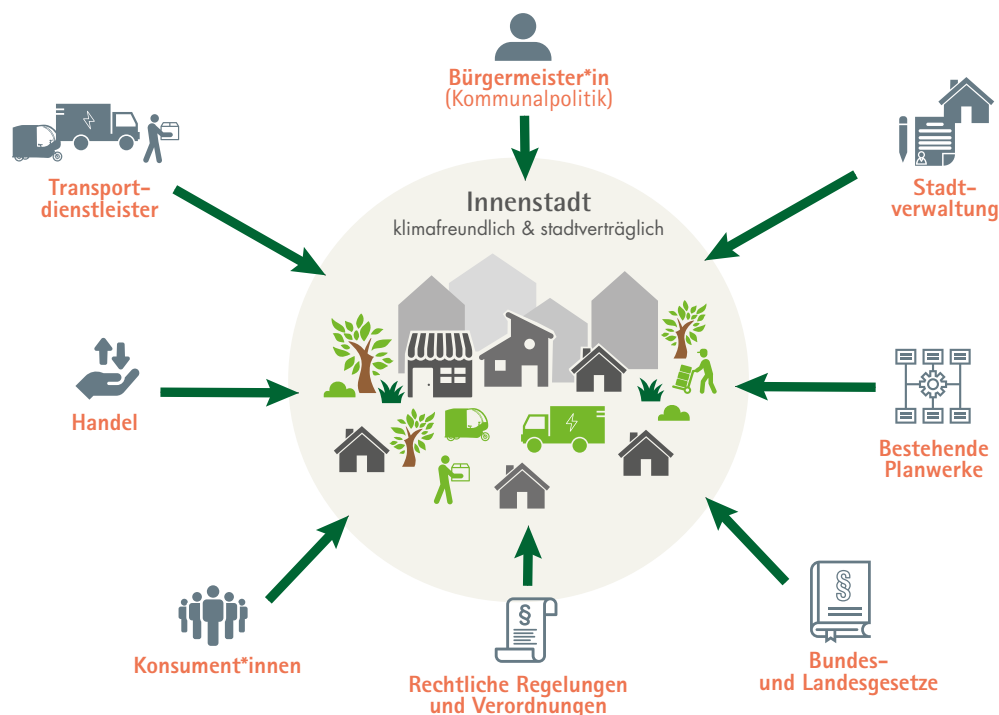 Bürgermeister*in
(Kommunalpolitik)
Transport-
dienstleister
Stadt-
verwaltung
Innenstadt
klimafreundlich & stadtverträglich
Handel
Bestehende
Planwerke
Konsument*innen
§
Rechtliche Regelungen
und Verordnungen
§
Bundes-
und Landesgesetze